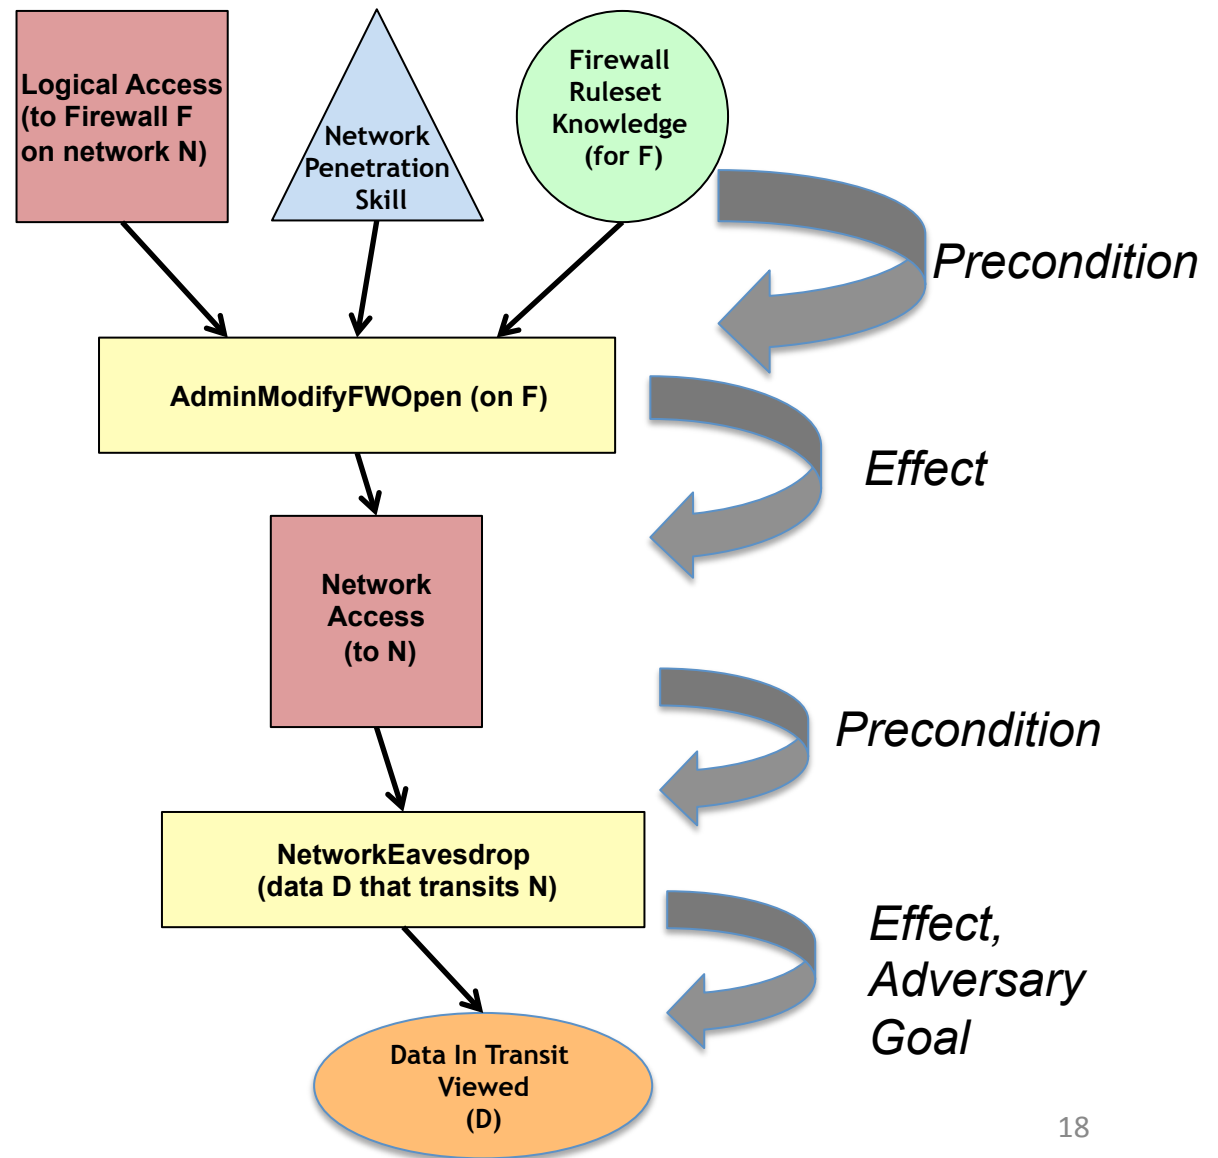 Logical Access
(to Firewall F
on network N)
Network
Penetration
Skill
Firewall
Ruleset
Knowledge
(for F)
Precondition
AdminModifyFWOpen (on F)
Effect
Network
Access
(to N)
Precondition
NetworkEavesdrop
(data D that transits N)
Effect,
Adversary
Goal
Data In Transit
Viewed
(D)
18